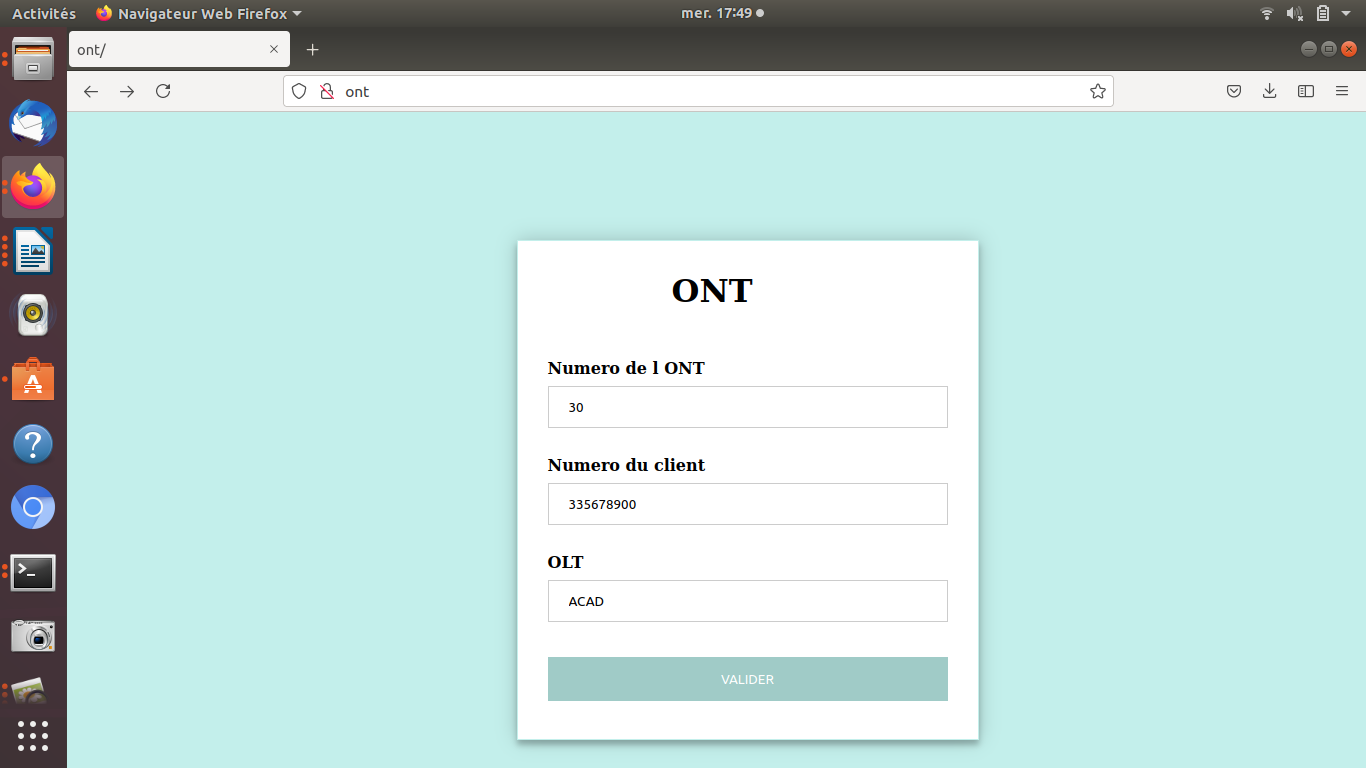 Activités Navigateur Web Firefox mer. 17:49
ont/
ont
ONT
Numero de l ONT
30
Numero du client
335678900
OLT
ACAD
VALIDER